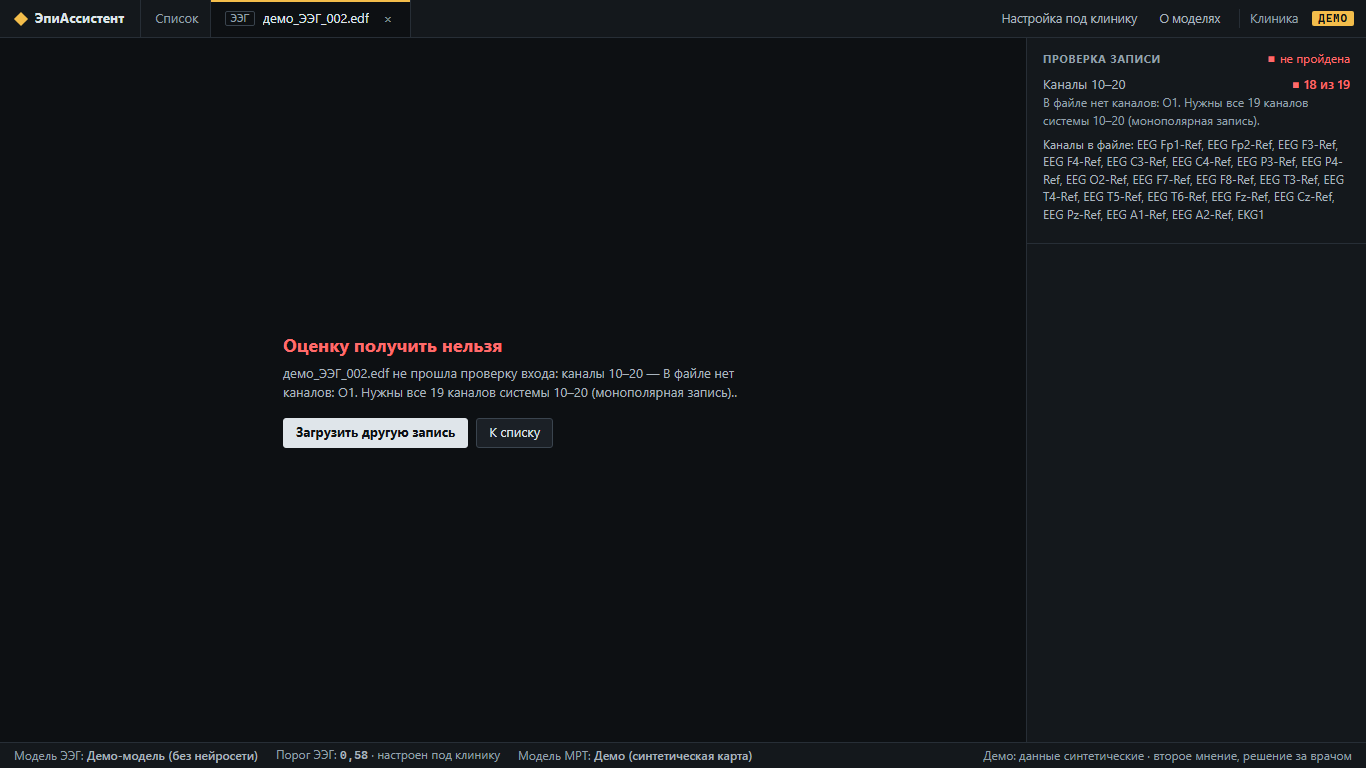 ЭпиАссистент
Список
ЭЭГ демо_ЭЭГ_002.edf ×
Настройка под клинику
О моделях
Клиника
ДЕМО
Оценку получить нельзя
демо_ЭЭГ_002.edf не прошла проверку входа: каналы 10–20 — В файле нет
каналов: O1. Нужны все 19 каналов системы 10–20 (монополярная запись)..
Загрузить другую запись
К списку
ПРОВЕРКА ЗАПИСИ
не пройдена
Каналы 10–20
18 из 19
В файле нет каналов: O1. Нужны все 19 каналов
системы 10–20 (монополярная запись).
Каналы в файле: EEG Fp1-Ref, EEG Fp2-Ref, EEG F3-Ref,
EEG F4-Ref, EEG C3-Ref, EEG C4-Ref, EEG P3-Ref, EEG P4-
Ref, EEG O2-Ref, EEG F7-Ref, EEG F8-Ref, EEG T3-Ref, EEG
T4-Ref, EEG T5-Ref, EEG T6-Ref, EEG Fz-Ref, EEG Cz-Ref,
EEG Pz-Ref, EEG A1-Ref, EEG A2-Ref, EKG1
Модель ЭЭГ: Демо-модель (без нейросети)
Порог ЭЭГ: 0,58 · настроен под клинику
Модель МРТ: Демо (синтетическая карта)
Демо: данные синтетические · второе мнение, решение за врачом